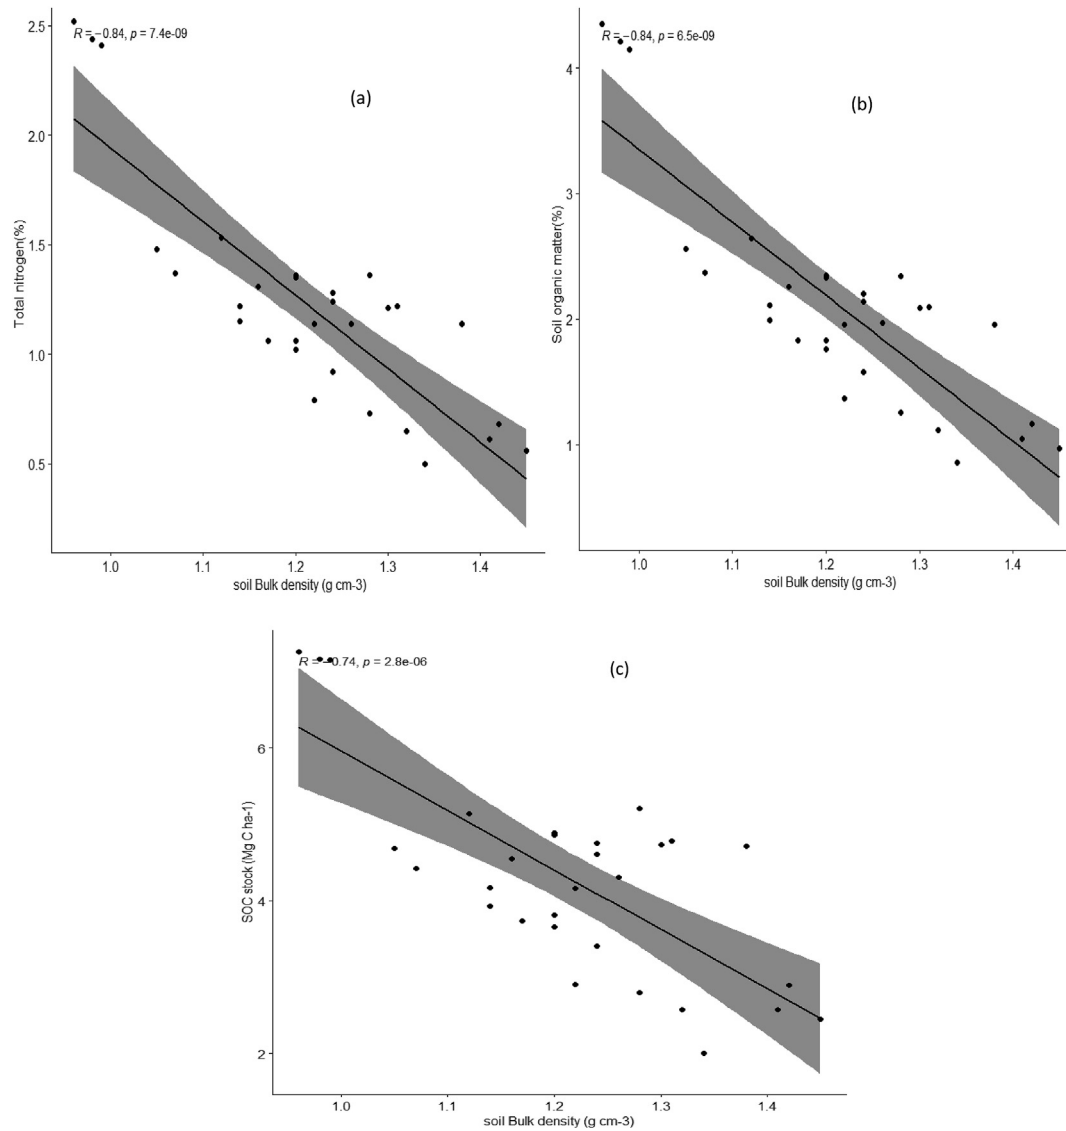 R = −0.84, p = 7.4e-09
(a)
2.5
2.0
1.5
1.0
0.5
Total nitrogen(%)
1.0 1.1 1.2 1.3 1.4
soil Bulk density (g cm-3)
R = −0.84, p = 6.5e-09
(b)
4
3
2
1
Soil organic matter(%)
1.0 1.1 1.2 1.3 1.4
soil Bulk density (g cm-3)
R = −0.74, p = 2.8e-06
(c)
6
4
2
SOC stock (Mg C ha-1)
1.0 1.1 1.2 1.3 1.4
soil Bulk density (g cm-3)